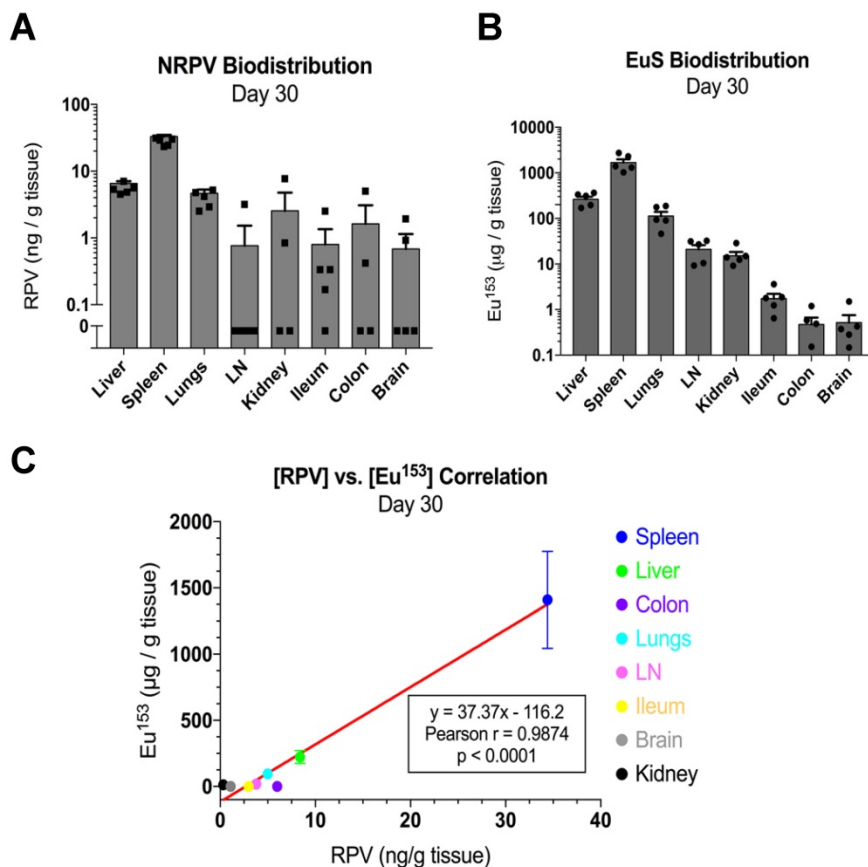 A
NRPV Biodistribution
Day 30
RPV (ng / g tissue)
100
10
1
0.1
0
Liver
Spleen
Lungs
LN
Kidney
Ileum
Colon
Brain
B
EuS Biodistribution
Day 30
Eu¹⁵³ (µg / g tissue)
10000
1000
100
10
1
0.1
Liver
Spleen
Lungs
LN
Kidney
Ileum
Colon
Brain
C
[RPV] vs. [Eu¹⁵³] Correlation
Day 30
Eu¹⁵³ (µg / g tissue)
2000
1500
1000
500
0
0
10
20
30
40
RPV (ng/g tissue)
y = 37.37x - 116.2
Pearson r = 0.9874
p < 0.0001
Spleen
Liver
Colon
Lungs
LN
Ileum
Brain
Kidney